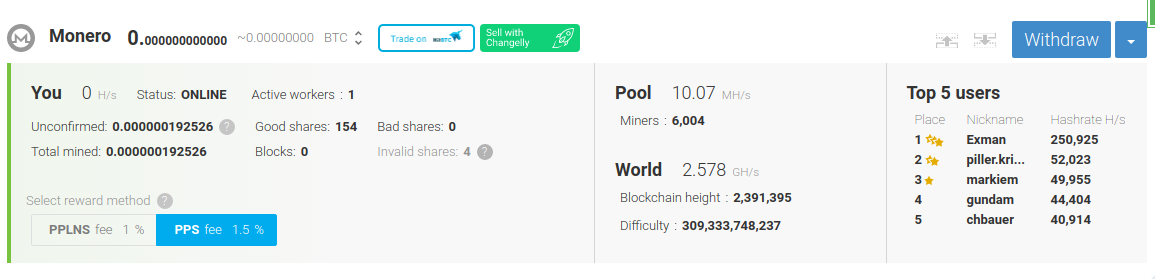 Monero 0.000000000000 ~0.00000000 BTC Trade on Sell with Changelly Withdraw
You 0 H/s Status: ONLINE Active workers : 1
Unconfirmed: 0.000000192526 ? Good shares: 154 Bad shares: 0
Total mined: 0.000000192526 Blocks: 0 Invalid shares: 4 ?
Select reward method ?
PPLNS fee 1 % PPS fee 1.5 %
Pool 10.07 MH/s
Miners : 6,004
World 2.578 GH/s
Blockchain height : 2,391,395
Difficulty : 309,333,748,237
Top 5 users
Place Nickname Hashrate H/s
1 Exman 250,925
2 piller.kri... 52,023
3 markiem 49,955
4 gundam 44,404
5 chbauer 40,914